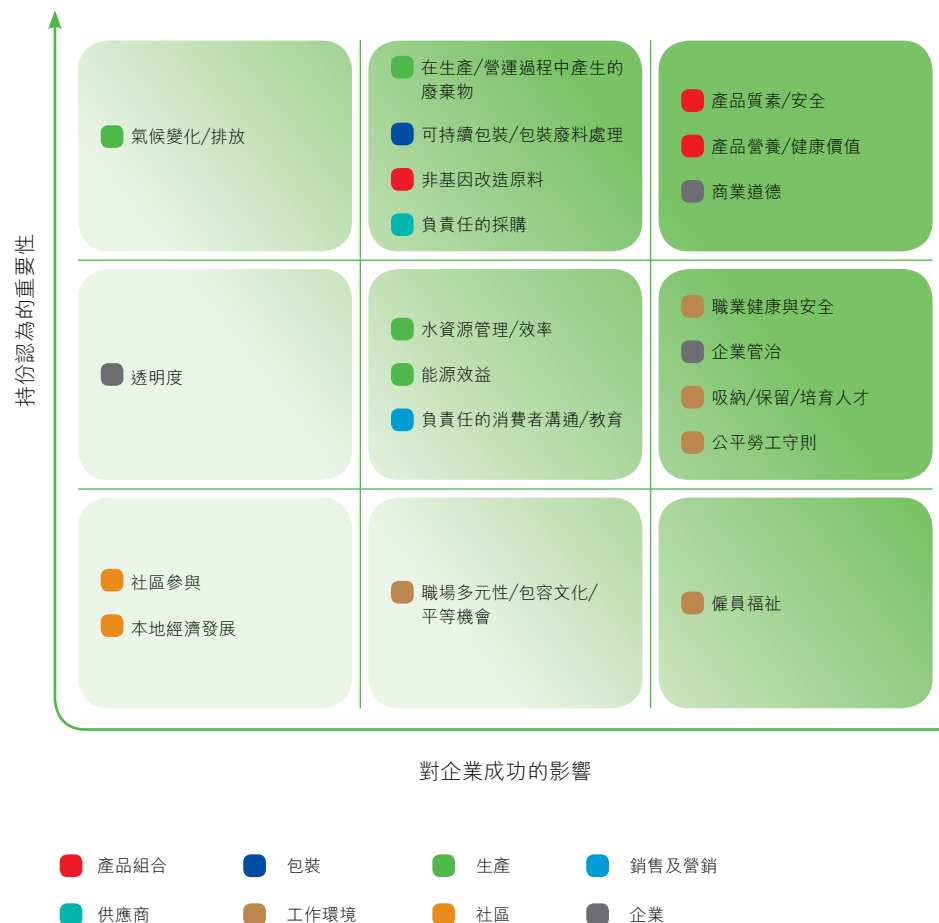 持份認為的重要性
氣候變化/排放
在生產/營運過程中產生的
廢棄物
可持續包裝/包裝廢料處理
非基因改造原料
負責任的採購
產品質素/安全
產品營養/健康價值
商業道德
透明度
水資源管理/效率
能源效益
負責任的消費者溝通/教育
職業健康與安全
企業管治
吸納/保留/培育人才
公平勞工守則
社區參與
本地經濟發展
職場多元性/包容文化/
平等機會
僱員福祉
對企業成功的影響
產品組合
包裝
生產
銷售及營銷
供應商
工作環境
社區
企業